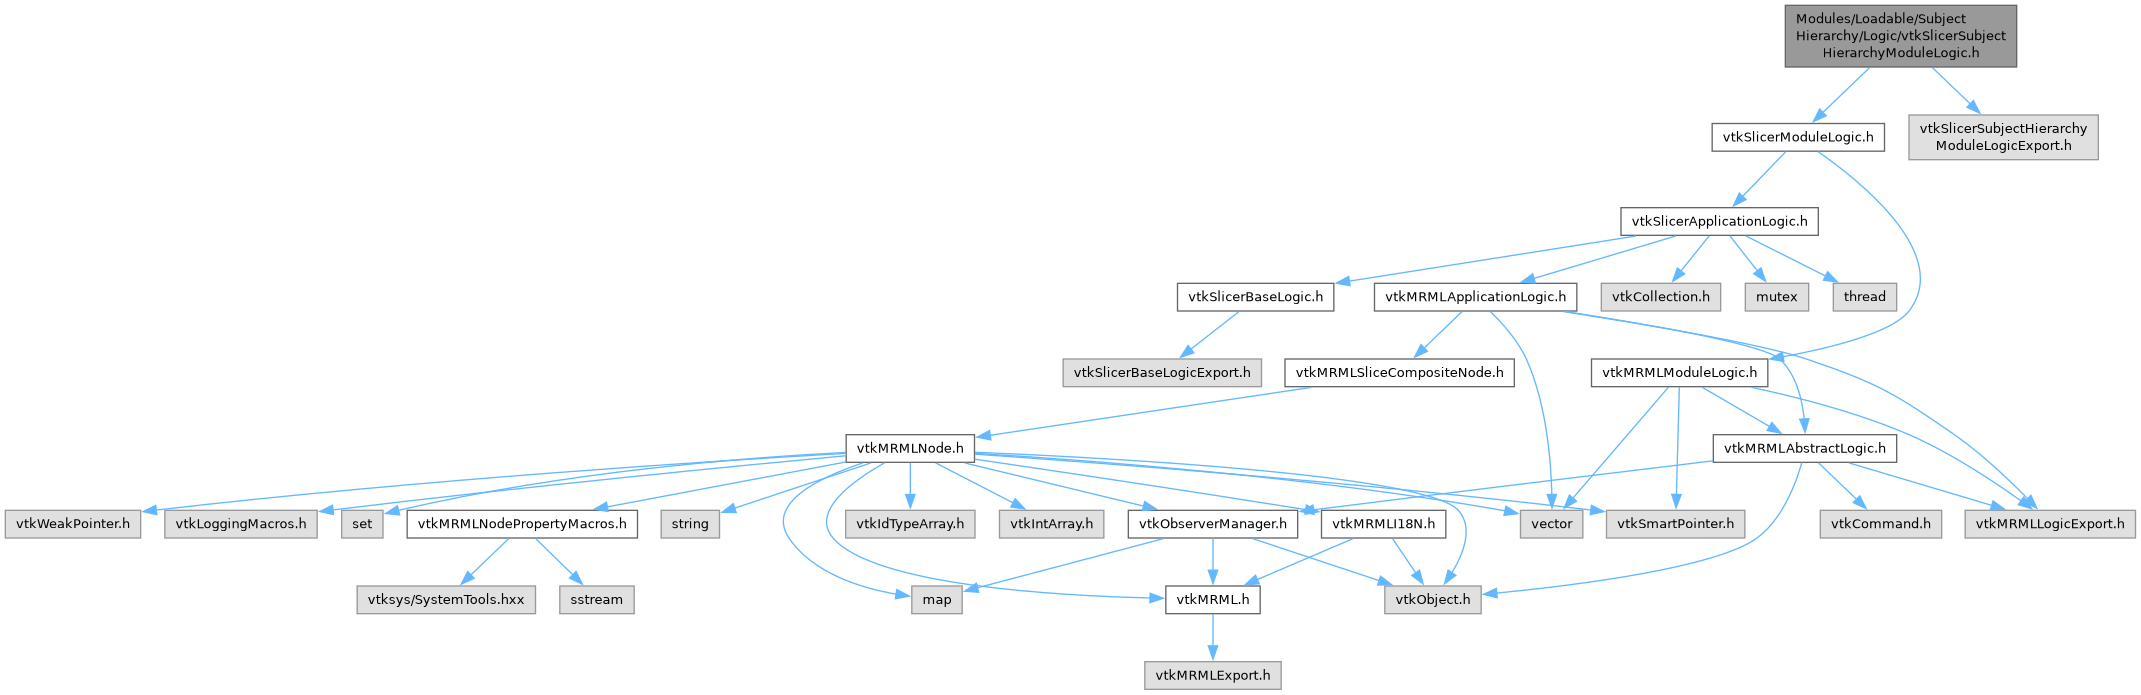 Modules/Loadable/Subject
Hierarchy/Logic/vtkSlicerSubject
HierarchyModuleLogic.h
vtkSlicerModuleLogic.h
vtkSlicerSubjectHierarchy
ModuleLogicExport.h
vtkSlicerApplicationLogic.h
vtkSlicerBaseLogic.h
vtkMRMLApplicationLogic.h
vtkCollection.h
mutex
thread
vtkSlicerBaseLogicExport.h
vtkMRMLSliceCompositeNode.h
vtkMRMLModuleLogic.h
vtkMRMLNode.h
vtkMRMLAbstractLogic.h
vtkWeakPointer.h
vtkLoggingMacros.h
set
vtkMRMLNodePropertyMacros.h
string
vtkIdTypeArray.h
vtkIntArray.h
vtkObserverManager.h
vtkMRMLI18N.h
vector
vtkSmartPointer.h
vtkCommand.h
vtkMRMLLogicExport.h
vtksys/SystemTools.hxx
sstream
map
vtkMRML.h
vtkObject.h
vtkMRMLExport.h